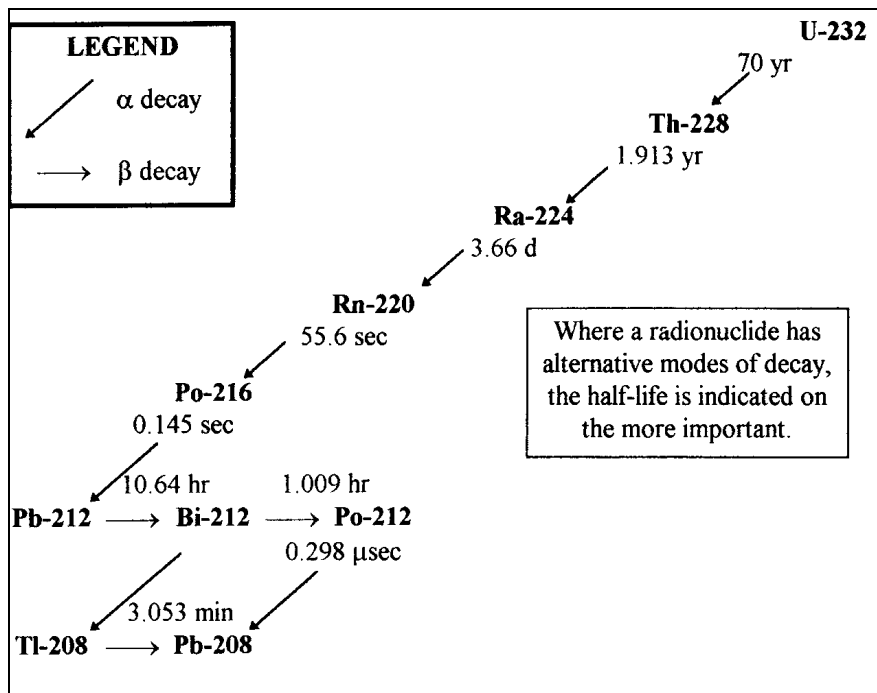 LEGEND
α decay
β decay
U-232
70 yr
Th-228
1.913 yr
Ra-224
3.66 d
Rn-220
55.6 sec
Where a radionuclide has
alternative modes of decay,
the half-life is indicated on
the more important.
Po-216
0.145 sec
10.64 hr 1.009 hr
Pb-212 → Bi-212 → Po-212
0.298 μsec
3.053 min
Tl-208 → Pb-208